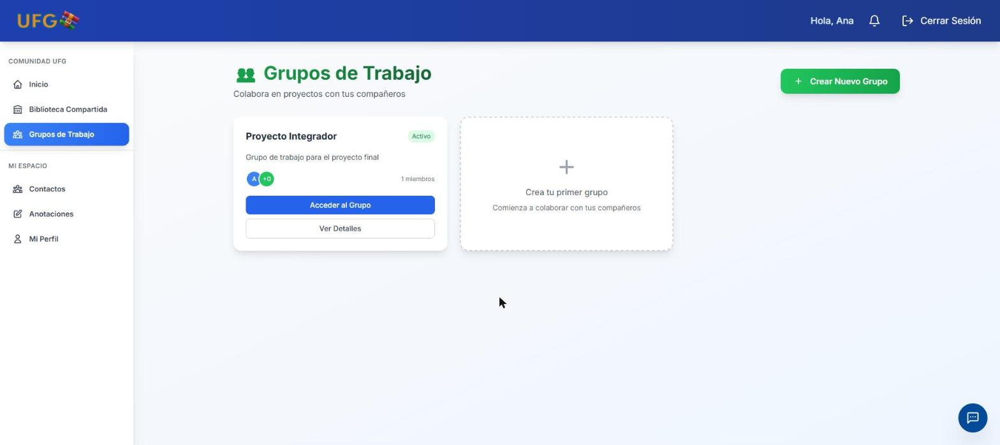 UFG
Hola, Ana
Cerrar Sesión
COMUNIDAD UFG
Inicio
Biblioteca Compartida
Grupos de Trabajo
MI ESPACIO
Contactos
Anotaciones
Mi Perfil
Grupos de Trabajo
Colabora en proyectos con tus compañeros
Crear Nuevo Grupo
Proyecto Integrador
Activo
Grupo de trabajo para el proyecto final
A +0
1 miembros
Acceder al Grupo
Ver Detalles
Crea tu primer grupo
Comienza a colaborar con tus compañeros